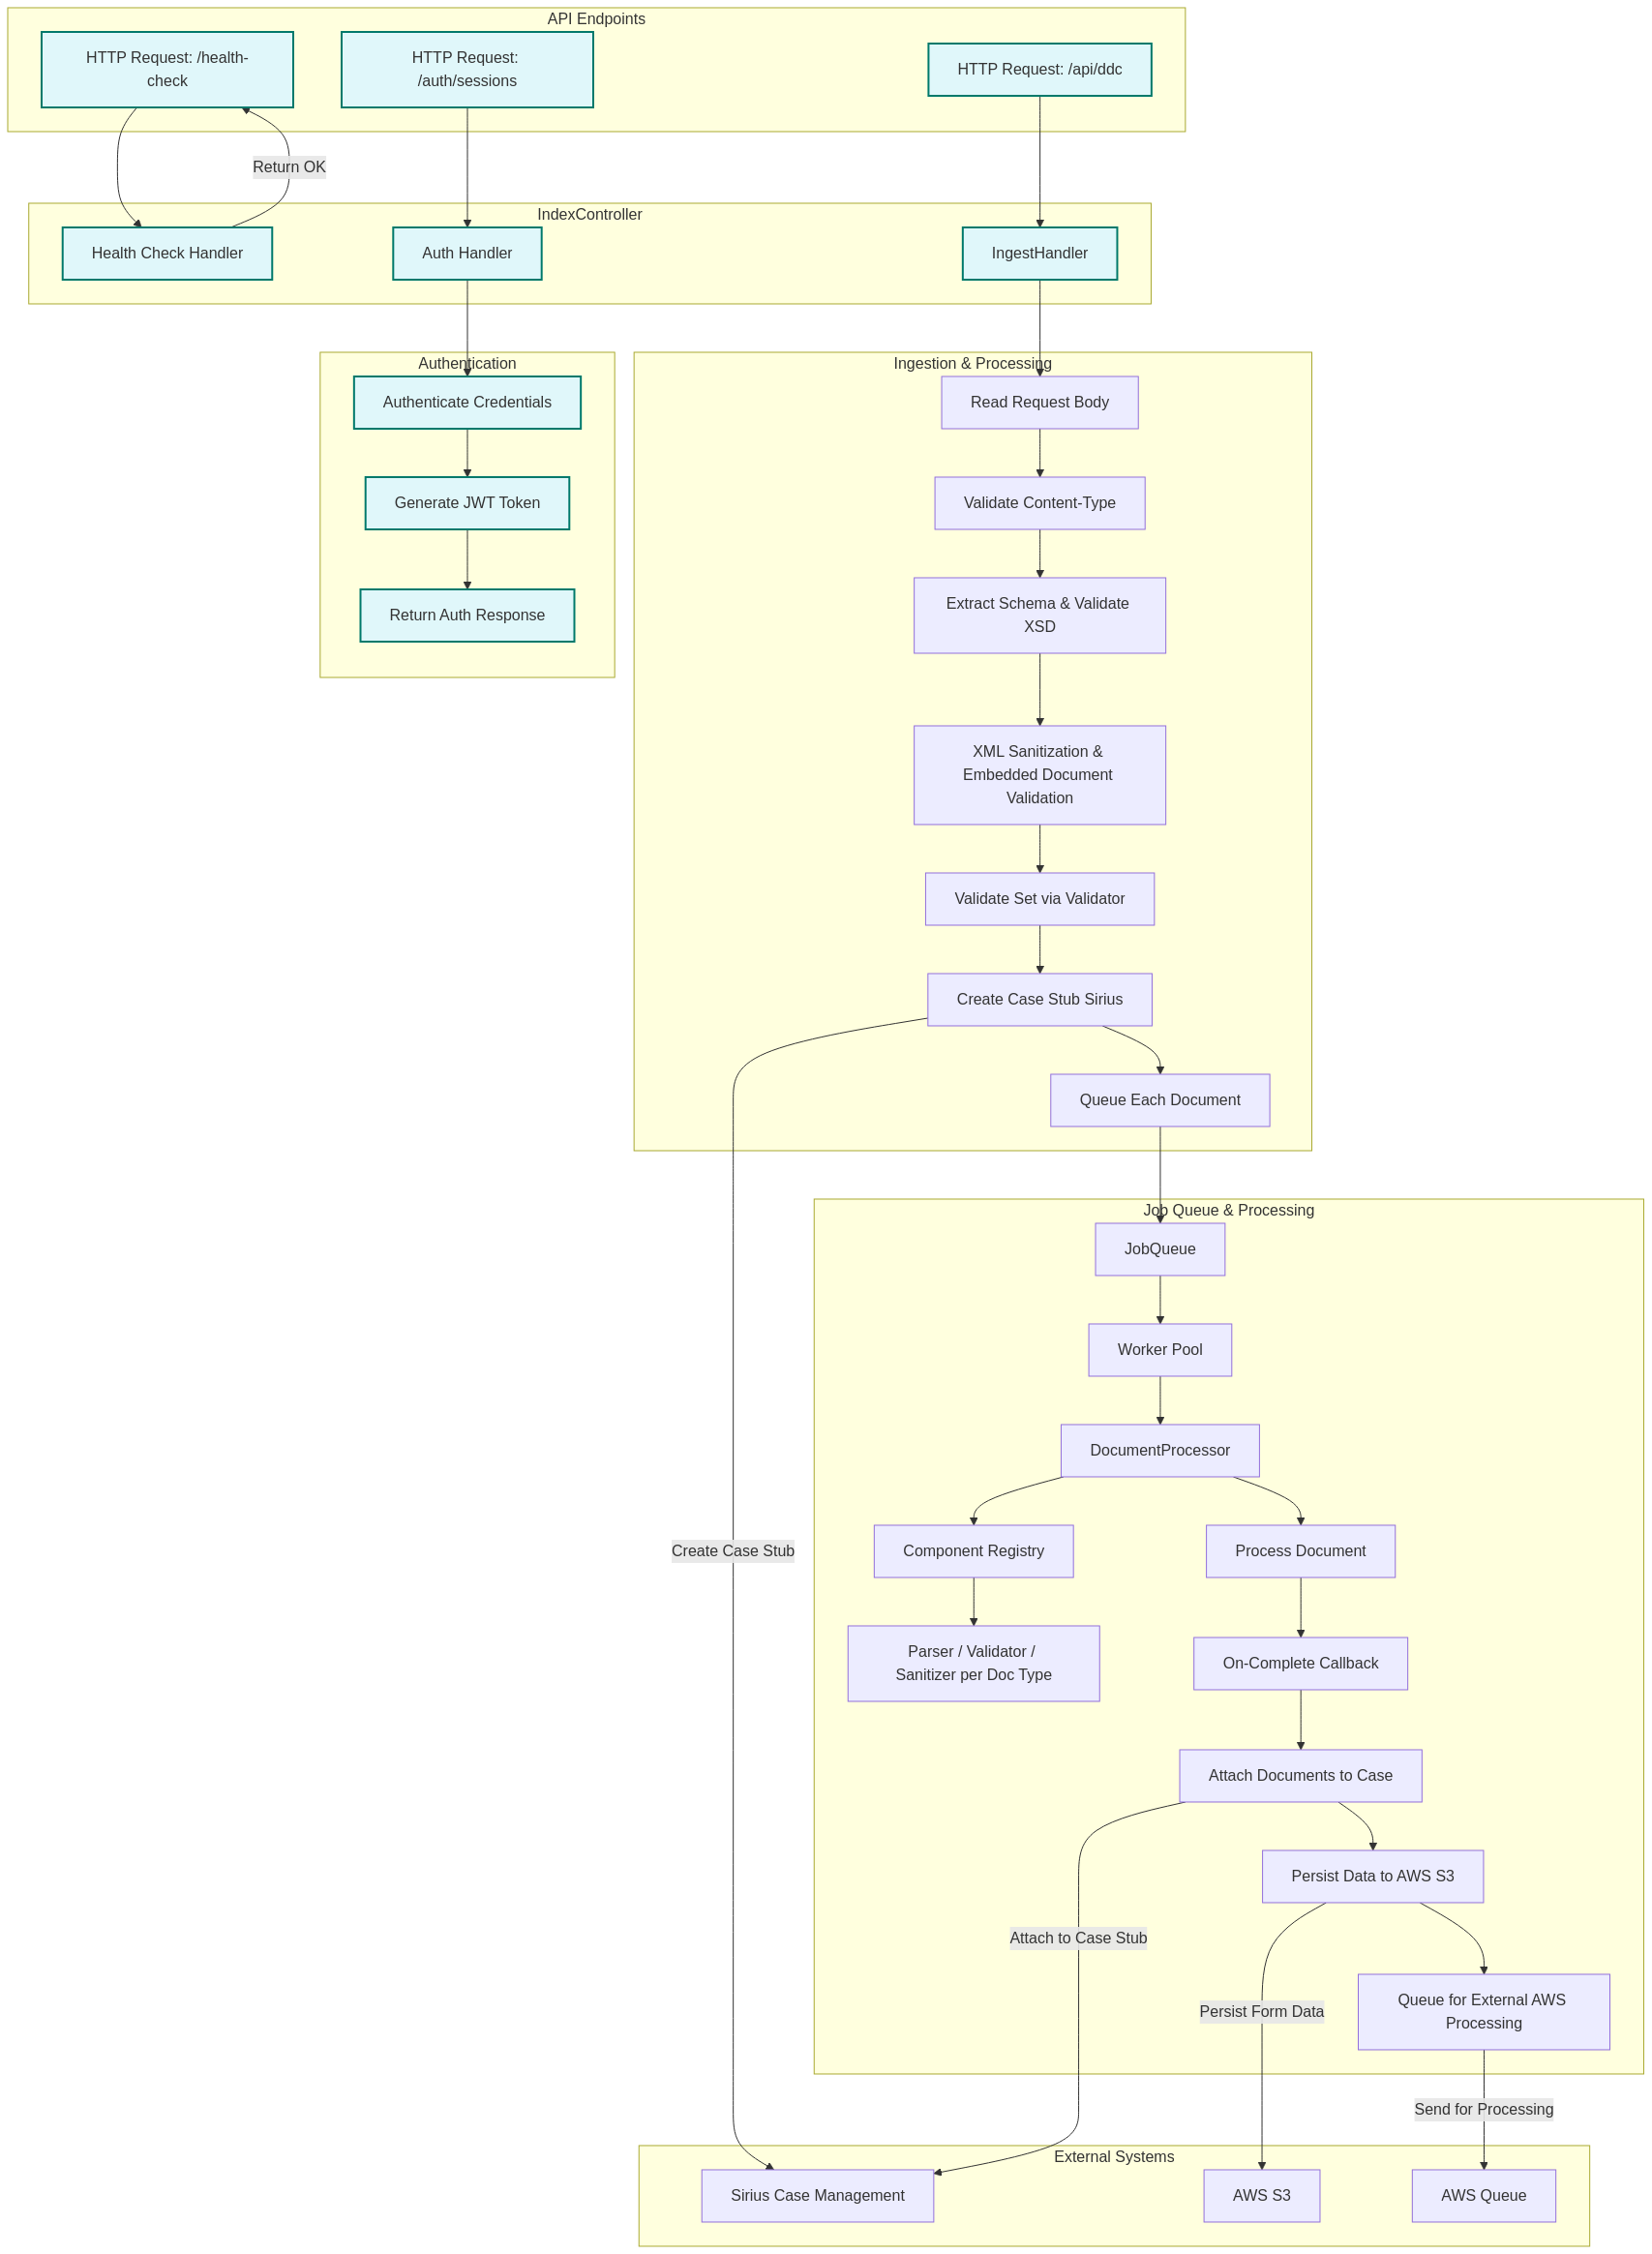 API Endpoints
HTTP Request: /health-
check
HTTP Request:
/auth/sessions
HTTP Request: /api/ddc
Return OK
IndexController
Health Check Handler
Auth Handler
IngestHandler
Authentication
Authenticate Credentials
Generate JWT Token
Return Auth Response
Ingestion & Processing
Read Request Body
Validate Content-Type
Extract Schema & Validate
XSD
XML Sanitization &
Embedded Document
Validation
Validate Set via Validator
Create Case Stub Sirius
Queue Each Document
Job Queue & Processing
JobQueue
Worker Pool
DocumentProcessor
Create Case Stub
Component Registry
Process Document
Parser / Validator /
Sanitizer per Doc Type
On-Complete Callback
Attach Documents to Case
Persist Data to AWS S3
Attach to Case Stub
Persist Form Data
Queue for External AWS
Processing
Send for Processing
External Systems
Sirius Case Management
AWS S3
AWS Queue